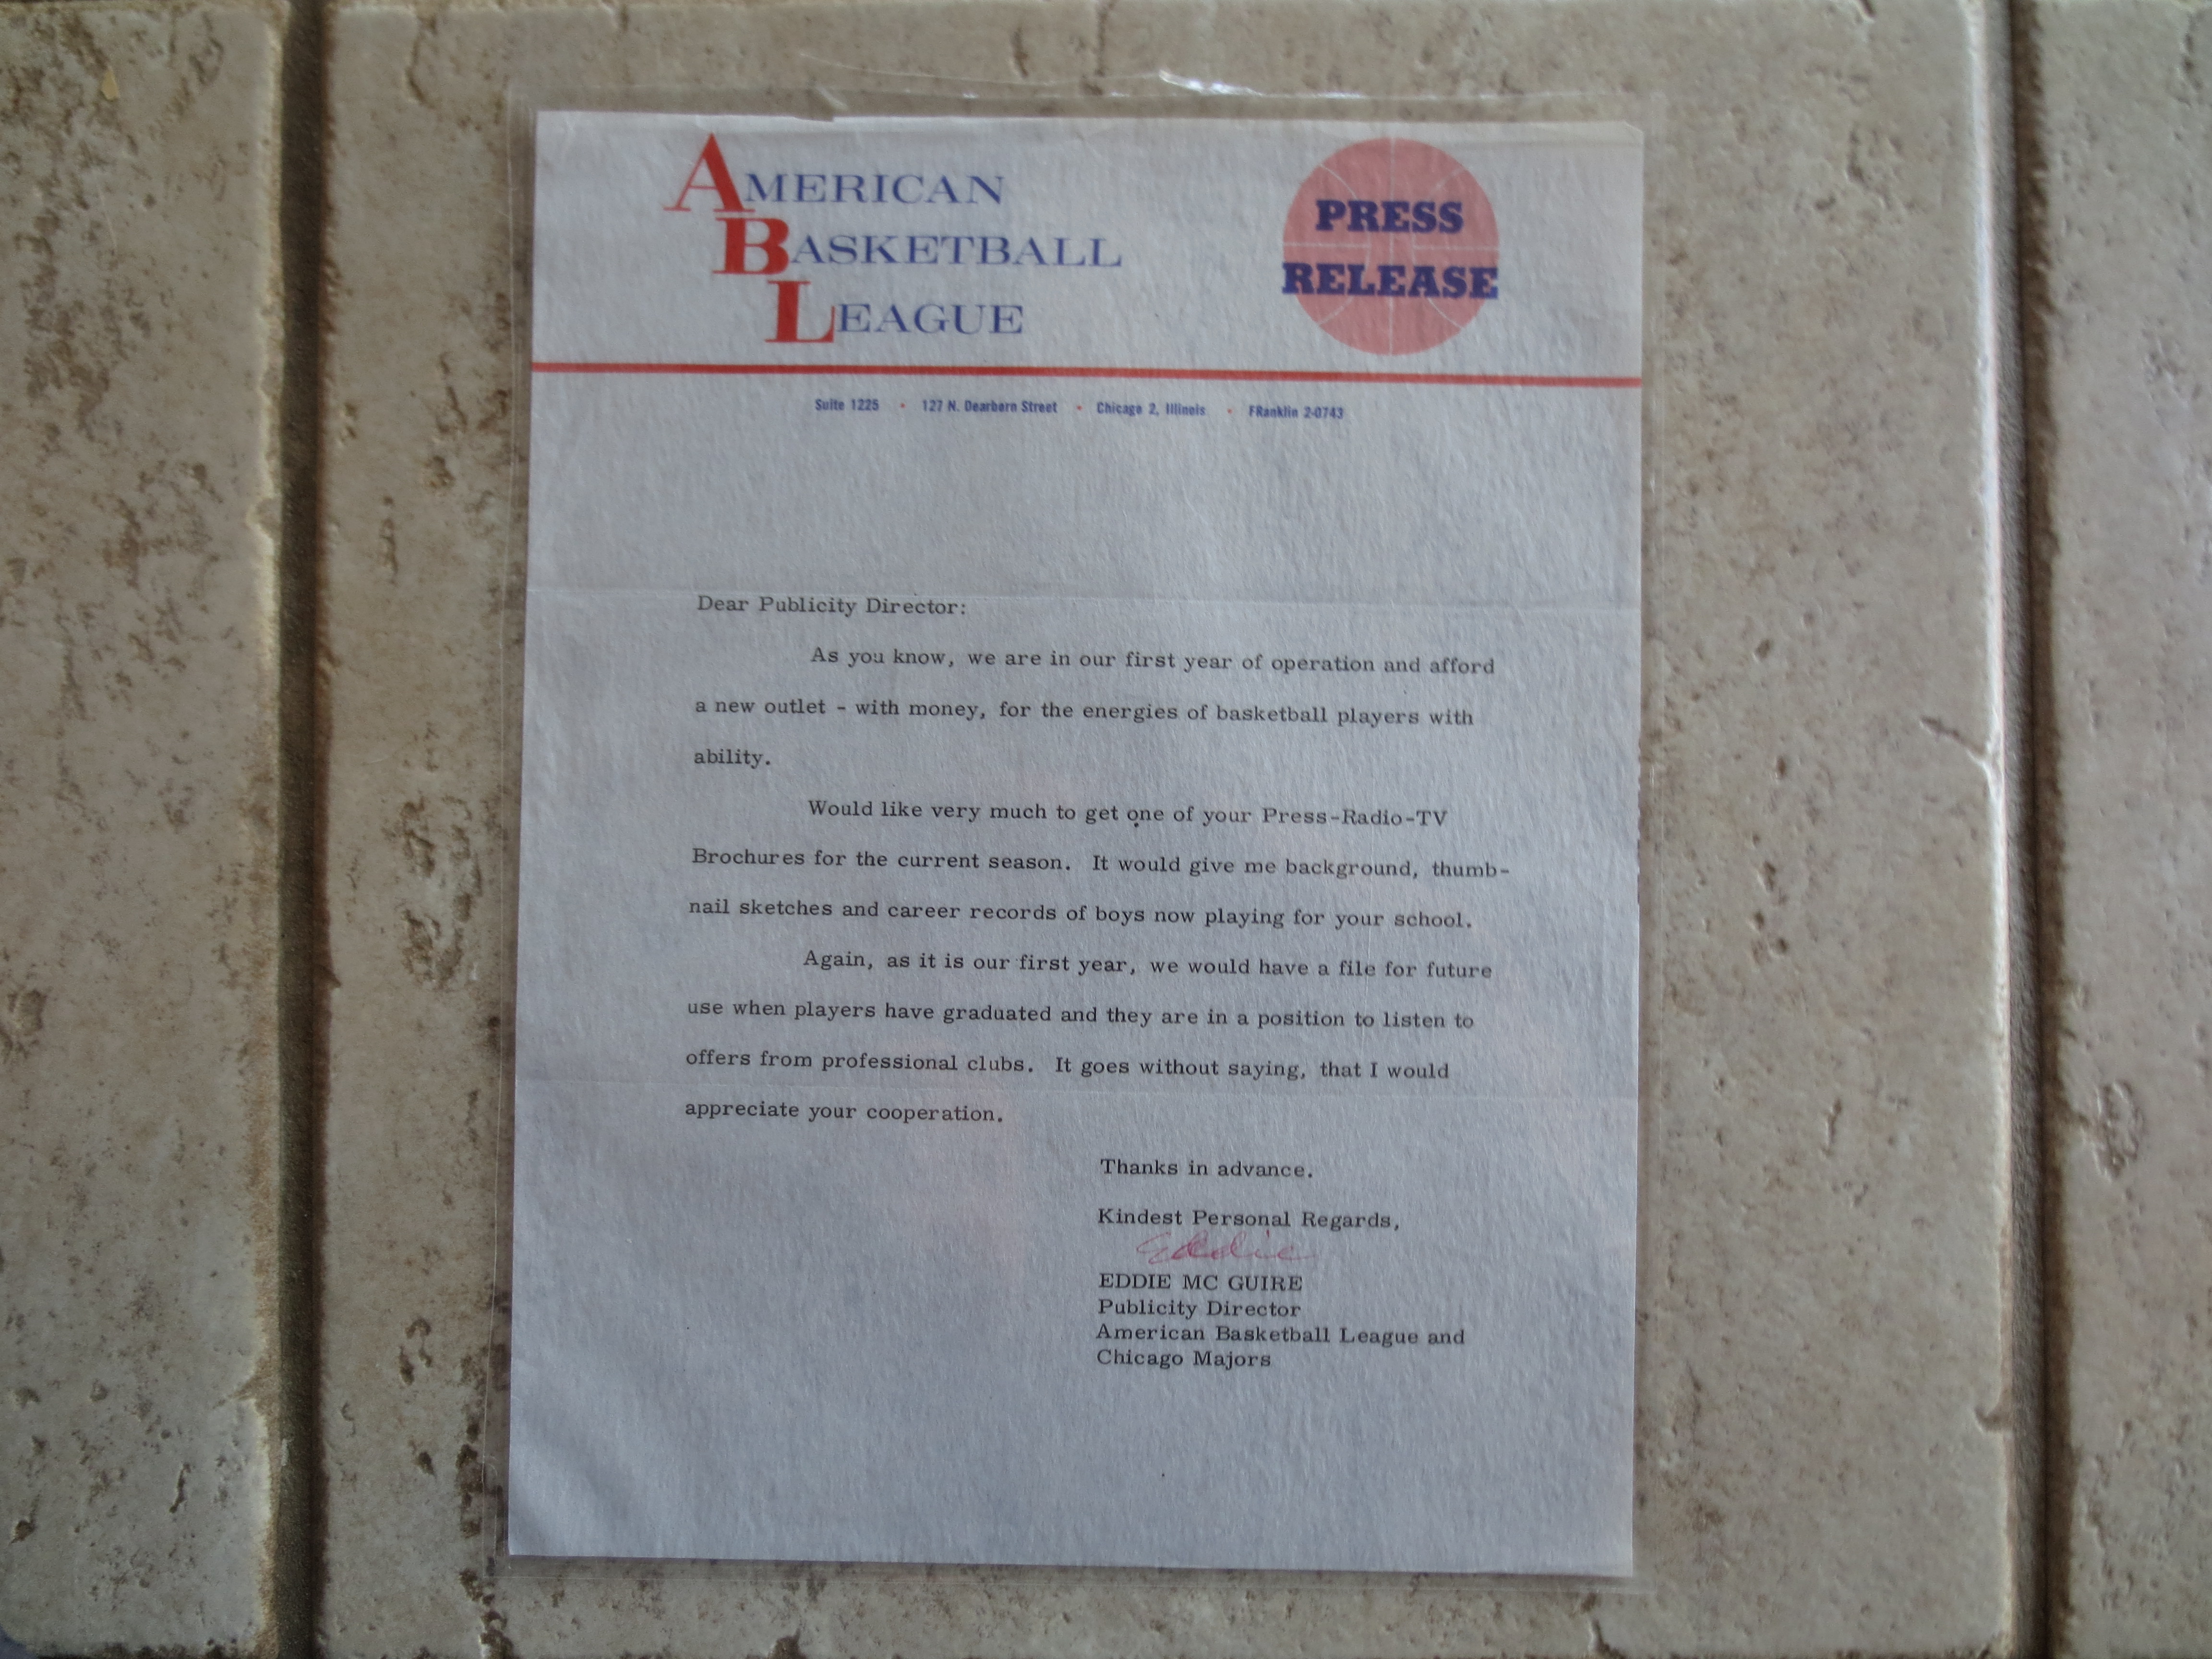 AMERICAN
BASKETBALL
LEAGUE
PRESS
RELEASE
Suite 1225 • 127 N. Dearborn Street • Chicago 2, Illinois • FRanklin 2-0743
Dear Publicity Director:
As you know, we are in our first year of operation and afford
a new outlet - with money, for the energies of basketball players with
ability.
Would like very much to get one of your Press-Radio-TV
Brochures for the current season. It would give me background, thumb-
nail sketches and career records of boys now playing for your school.
Again, as it is our first year, we would have a file for future
use when players have graduated and they are in a position to listen to
offers from professional clubs. It goes without saying, that I would
appreciate your cooperation.
Thanks in advance.
Kindest Personal Regards,
Eddie
EDDIE MC GUIRE
Publicity Director
American Basketball League and
Chicago Majors